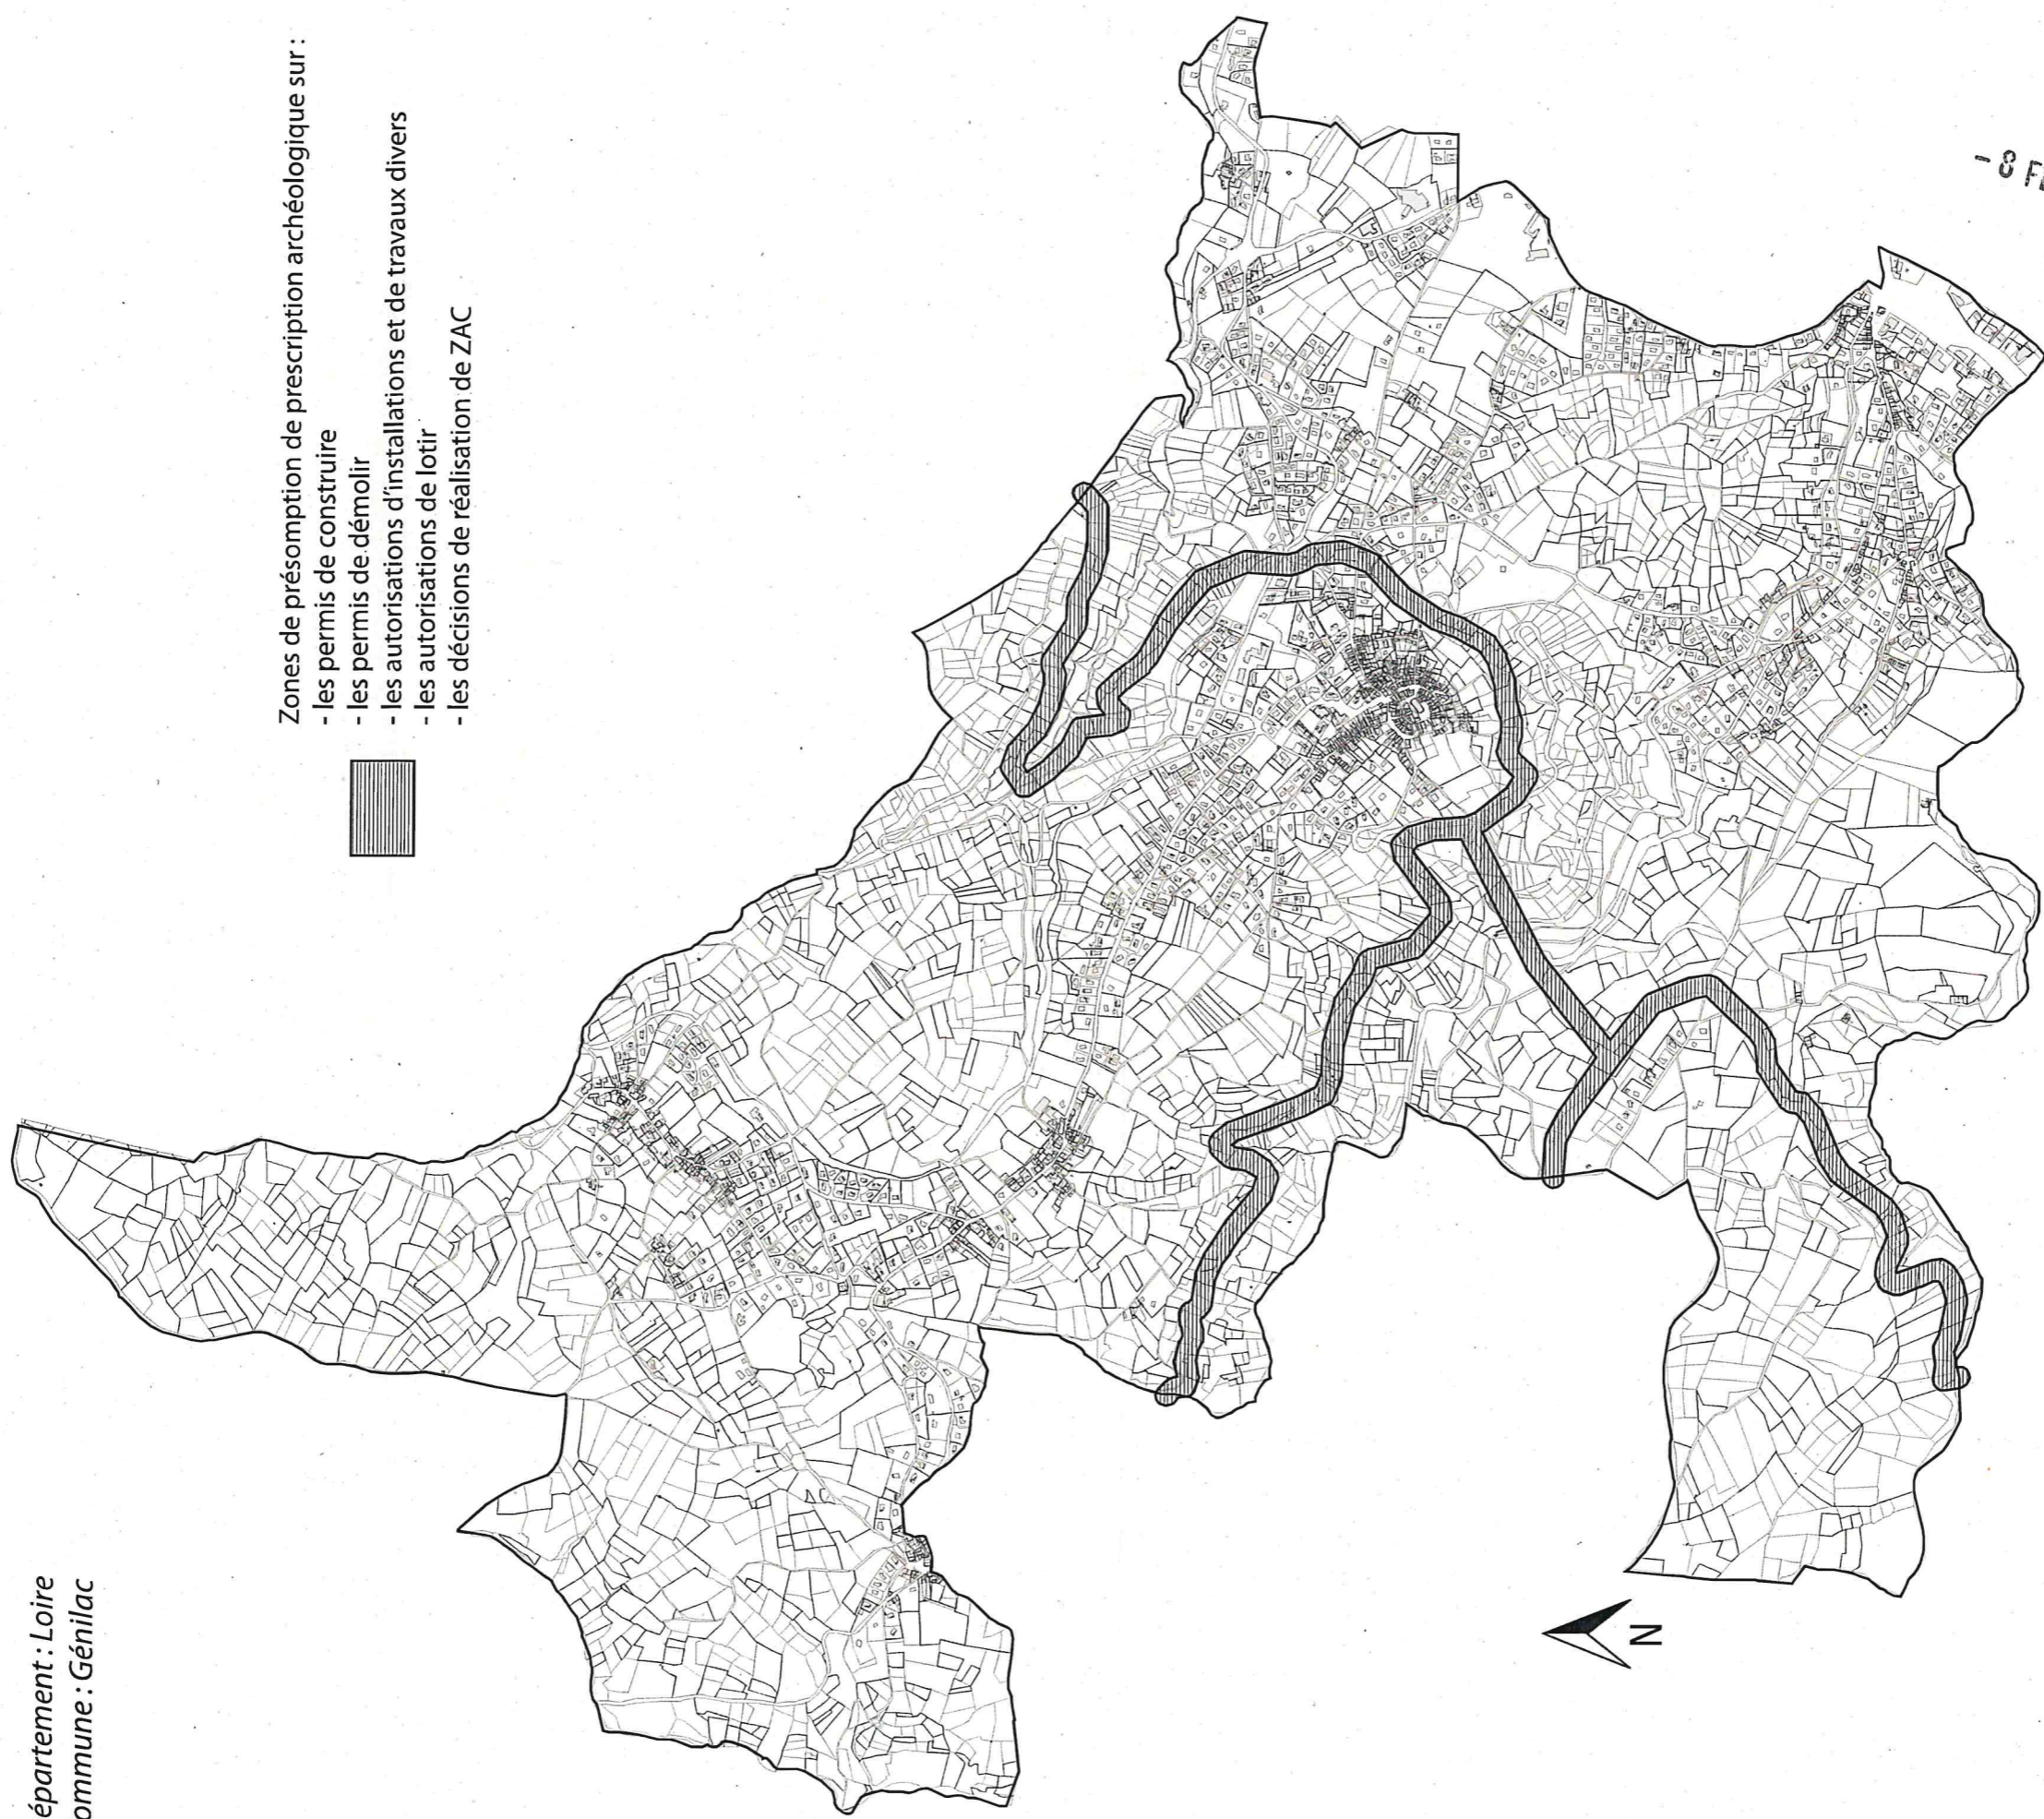 épartement : Loire
ommune : Génilac
Zones de présomption de prescription archéologique sur :
- les permis de construire
- les permis de démolir
- les autorisations d'installations et de travaux divers
- les autorisations de lotir
- les décisions de réalisation de ZAC
N
- 8 F